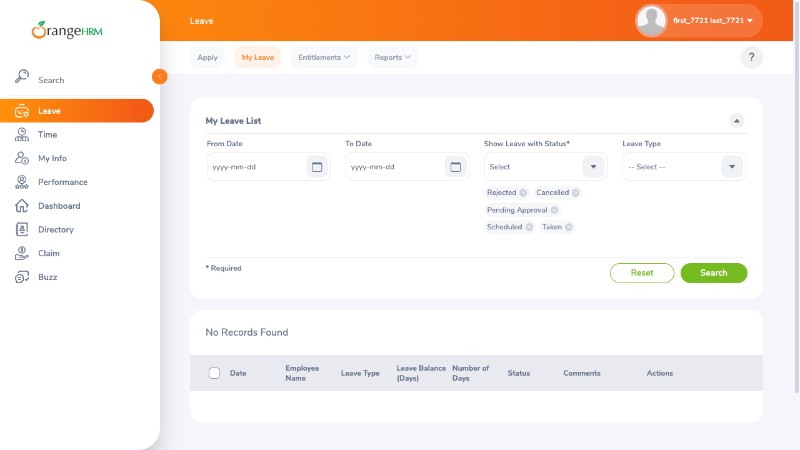 OrangeHRM
Leave
first_7721 last_7721
Search
Apply
My Leave
Entitlements
Reports
?
Leave
Time
My Info
Performance
Dashboard
Directory
Claim
Buzz
My Leave List
From Date
To Date
Show Leave with Status*
Leave Type
yyyy-mm-dd
yyyy-mm-dd
Select
-- Select --
Rejected
Cancelled
Pending Approval
Scheduled
Taken
* Required
Reset
Search
No Records Found
Date
Employee Name
Leave Type
Leave Balance (Days)
Number of Days
Status
Comments
Actions